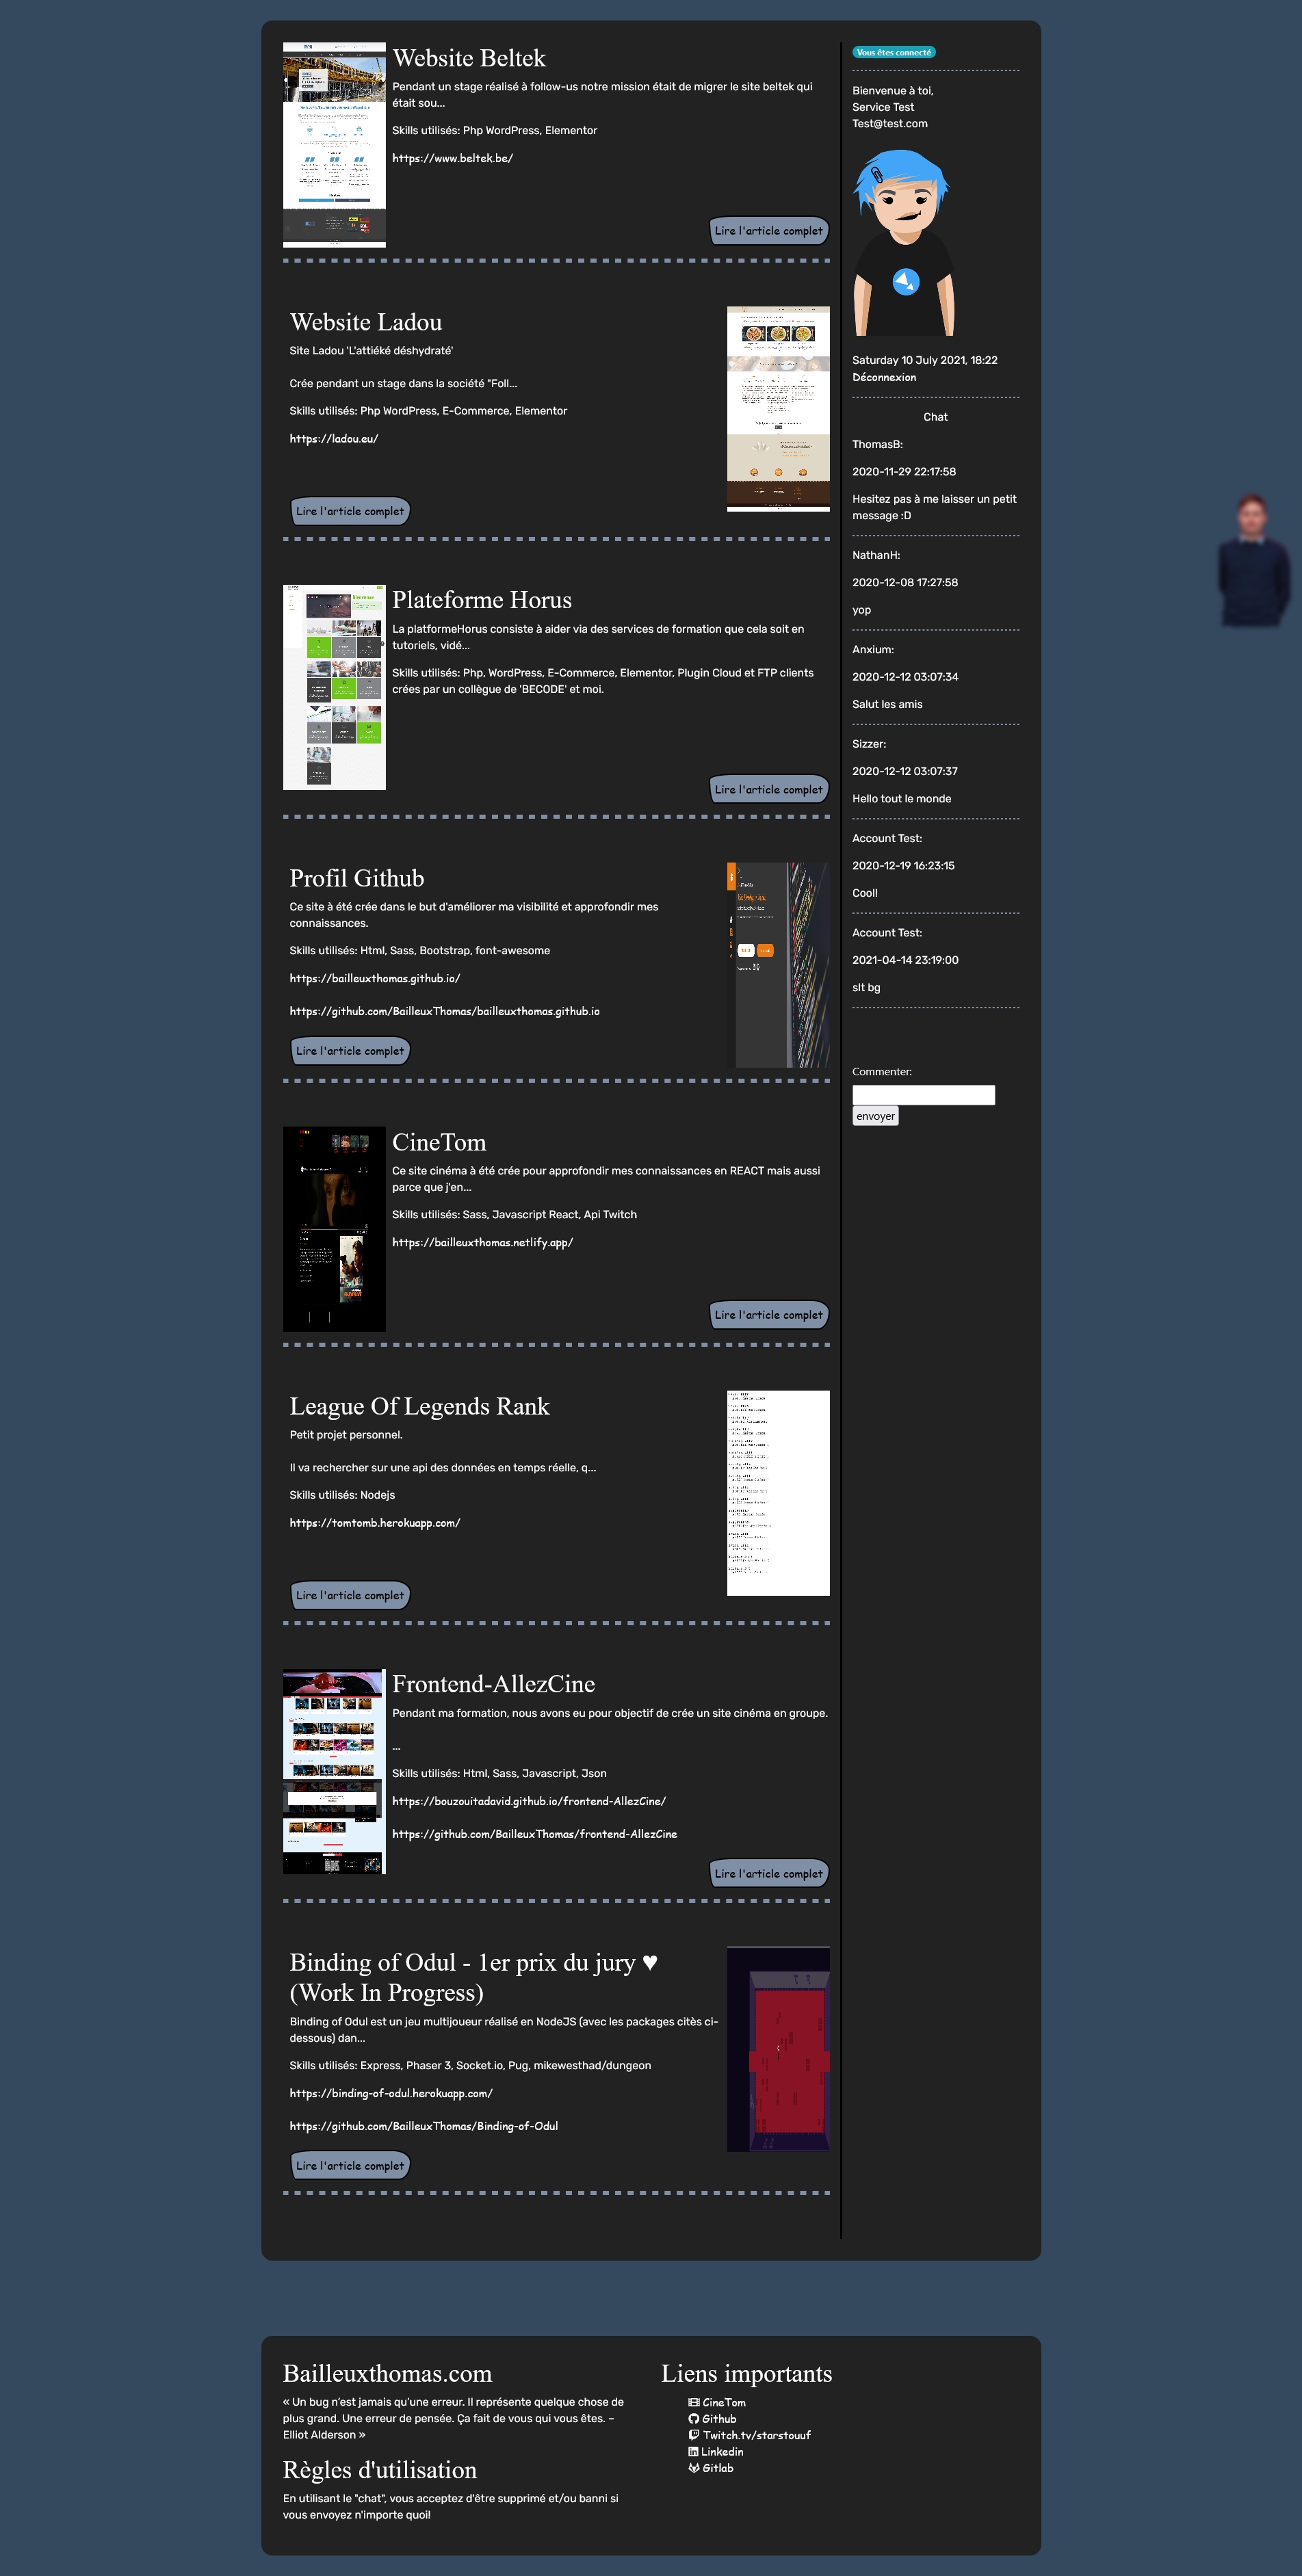 Website Beltek
Pendant un stage réalisé à follow-us notre mission était de migrer le site beltek qui
était sou...
Skills utilisés: Php WordPress, Elementor
https://www.beltek.be/
Lire l'article complet
Website Ladou
Site Ladou 'L'attiéké déshydraté'
Crée pendant un stage dans la société "Foll...
Skills utilisés: Php WordPress, E-Commerce, Elementor
https://ladou.eu/
Lire l'article complet
Plateforme Horus
La platformeHorus consiste à aider via des services de formation que cela soit en
tutoriels, vidé...
Skills utilisés: Php, WordPress, E-Commerce, Elementor, Plugin Cloud et FTP clients
crées par un collègue de 'BECODE' et moi.
Lire l'article complet
Profil Github
Ce site à été crée dans le but d'améliorer ma visibilité et approfondir mes
connaissances.
Skills utilisés: Html, Sass, Bootstrap, font-awesome
https://bailleuxthomas.github.io/
https://github.com/BailleuxThomas/bailleuxthomas.github.io
Lire l'article complet
CineTom
Ce site cinéma à été crée pour approfondir mes connaissances en REACT mais aussi
parce que j'en...
Skills utilisés: Sass, Javascript React, Api Twitch
https://bailleuxthomas.netlify.app/
Lire l'article complet
League Of Legends Rank
Petit projet personnel.
Il va rechercher sur une api des données en temps réelle, q...
Skills utilisés: Nodejs
https://tomtomb.herokuapp.com/
Lire l'article complet
Frontend-AllezCine
Pendant ma formation, nous avons eu pour objectif de crée un site cinéma en groupe.
...
Skills utilisés: Html, Sass, Javascript, Json
https://bouzouitadavid.github.io/frontend-AllezCine/
https://github.com/BailleuxThomas/frontend-AllezCine
Lire l'article complet
Binding of Odul - 1er prix du jury ♥
(Work In Progress)
Binding of Odul est un jeu multijoueur réalisé en NodeJS (avec les packages citès ci-
dessous) dan...
Skills utilisés: Express, Phaser 3, Socket.io, Pug, mikewesthad/dungeon
https://binding-of-odul.herokuapp.com/
https://github.com/BailleuxThomas/Binding-of-Odul
Lire l'article complet
Vous êtes connecté
Bienvenue à toi,
Service Test
Test@test.com
Saturday 10 July 2021, 18:22
Déconnexion
Chat
ThomasB:
2020-11-29 22:17:58
Hesitez pas à me laisser un petit
message :D
NathanH:
2020-12-08 17:27:58
yop
Anxium:
2020-12-12 03:07:34
Salut les amis
Sizzer:
2020-12-12 03:07:37
Hello tout le monde
Account Test:
2020-12-19 16:23:15
Cool!
Account Test:
2021-04-14 23:19:00
slt bg
Commenter:
envoyer
Bailleuxthomas.com
« Un bug n'est jamais qu'une erreur. Il représente quelque chose de
plus grand. Une erreur de pensée. Ça fait de vous qui vous êtes. –
Elliot Alderson »
Règles d'utilisation
En utilisant le "chat", vous acceptez d'être supprimé et/ou banni si
vous envoyez n'importe quoi!
Liens importants
CineTom
Github
Twitch.tv/starstouuf
Linkedin
Gitlab